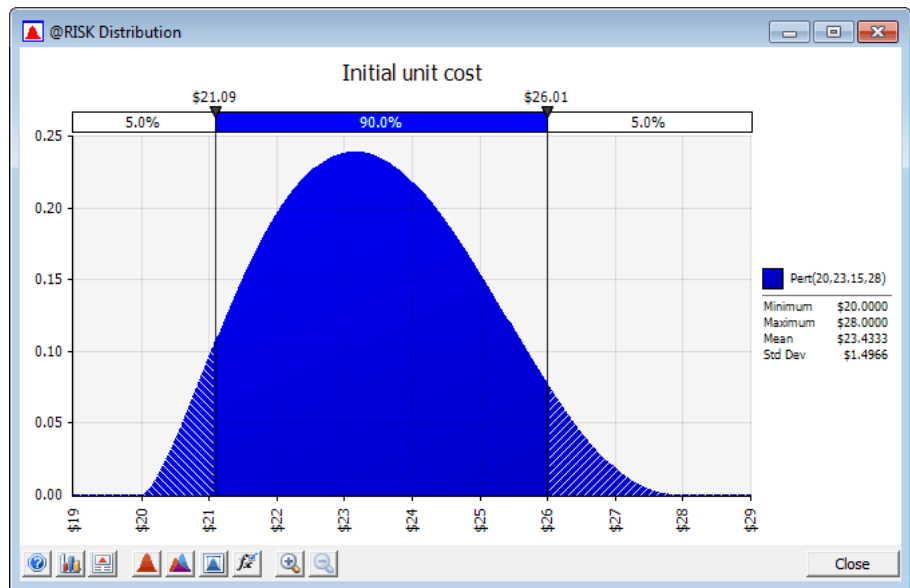 @RISK Distribution
Initial unit cost
$21.09 $26.01
5.0% 90.0% 5.0%
0.25
0.20
0.15
0.10
0.05
0.00
$19 $20 $21 $22 $23 $24 $25 $26 $27 $28 $29
Pert(20,23.15,28)
Minimum $20.0000
Maximum $28.0000
Mean $23.4333
Std Dev $1.4966
Close